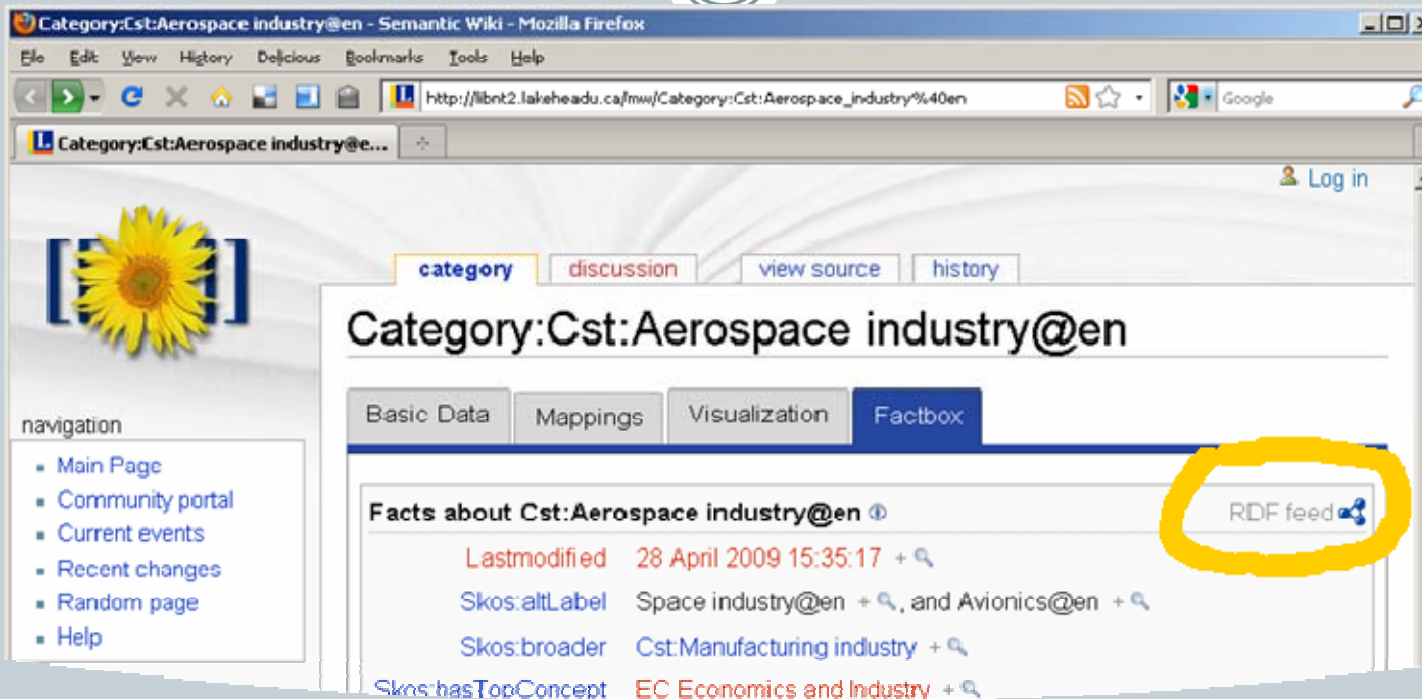 Category:Cst:Aerospace industry@en - Semantic Wiki - Mozilla Firefox
File Edit View History Delicious Bookmarks Tools Help
http://libnt2.lakeheadu.ca/mw/Category:Cst:Aerospace_industry%40en Google
Category:Cst:Aerospace industry@e...
Log in
category discussion view source history
Category:Cst:Aerospace industry@en
Basic Data Mappings Visualization Factbox
navigation
Main Page
Community portal
Current events
Recent changes
Random page
Help
Facts about Cst:Aerospace industry@en RDF feed
Lastmodified 28 April 2009 15:35:17 +
Skos:altLabel Space industry@en + , and Avionics@en +
Skos:broader Cst:Manufacturing industry +
Skos:hasTopConcept EC Economics and Industry +